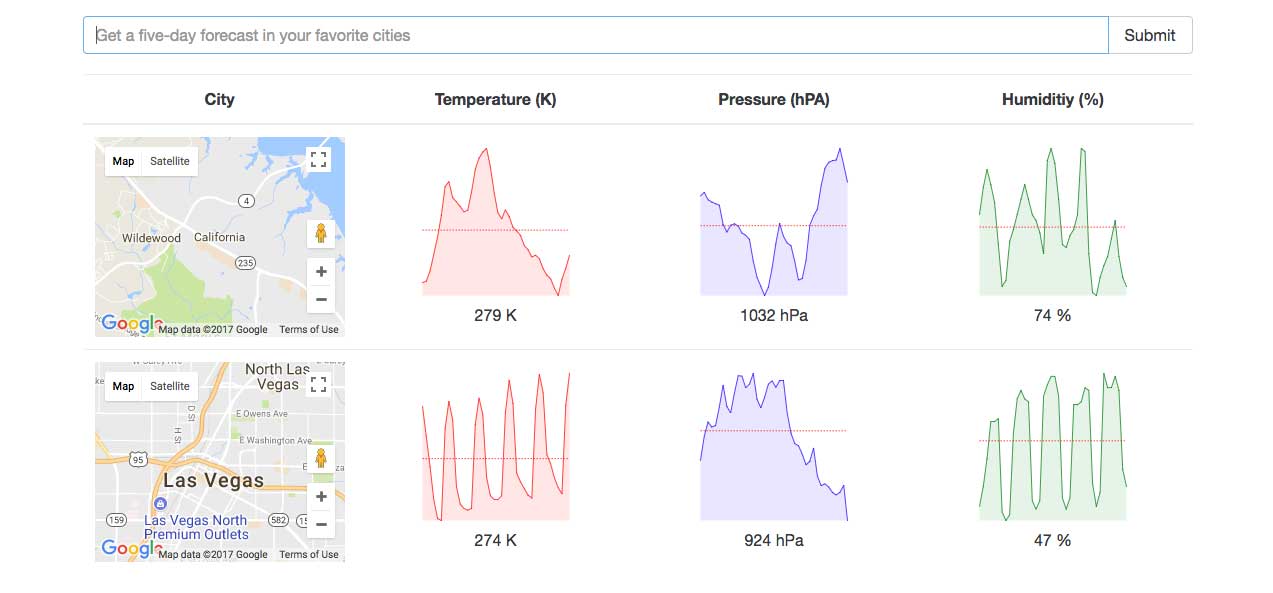 Get a five-day forecast in your favorite cities Submit
City Temperature (K) Pressure (hPA) Humiditiy (%)
Map Satellite
4
Wildewood California
235
Google Map data ©2017 Google Terms of Use
279 K 1032 hPa 74 %
North Las
Vegas
Map Satellite
D St
E Owens Ave
H St
E Washington Ave
95
Las Vegas
159
Las Vegas North
Premium Outlets
582
Google Map data ©2017 Google Terms of Use
274 K 924 hPa 47 %